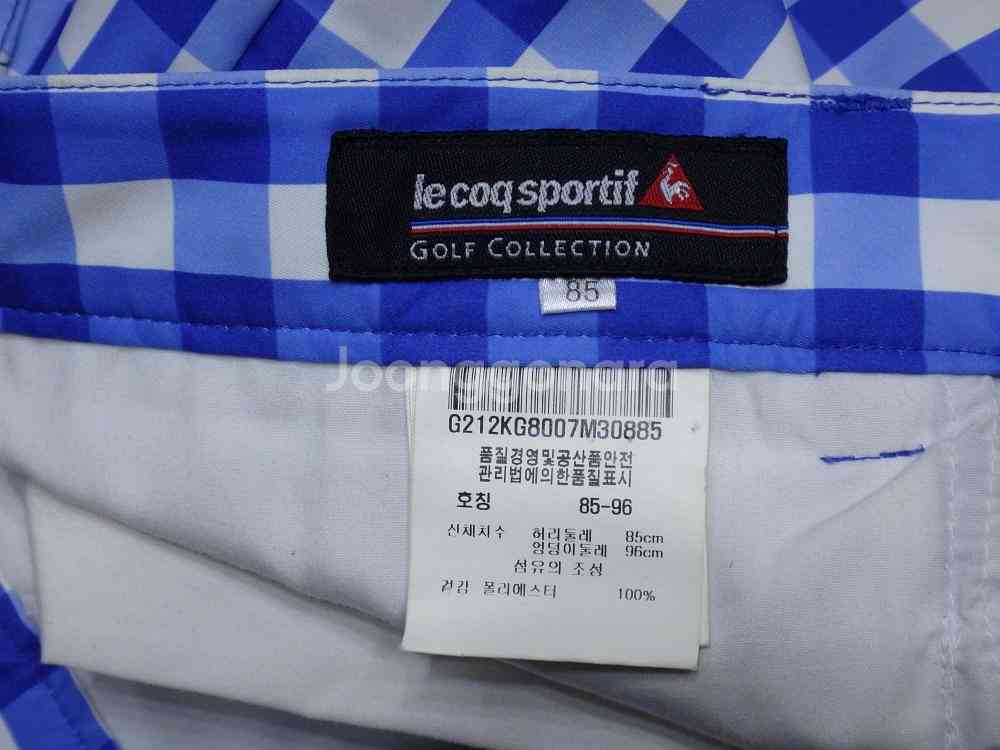 le coq sportif
GOLF COLLECTION
85
Joonggonara
G212KG8007M30885
품질경영및공산품안전
관리법에의한품질표시
호칭 85-96
신체치수 허리둘레 85cm
엉덩이둘레 96cm
섬유의 조성
겉감 폴리에스터 100%